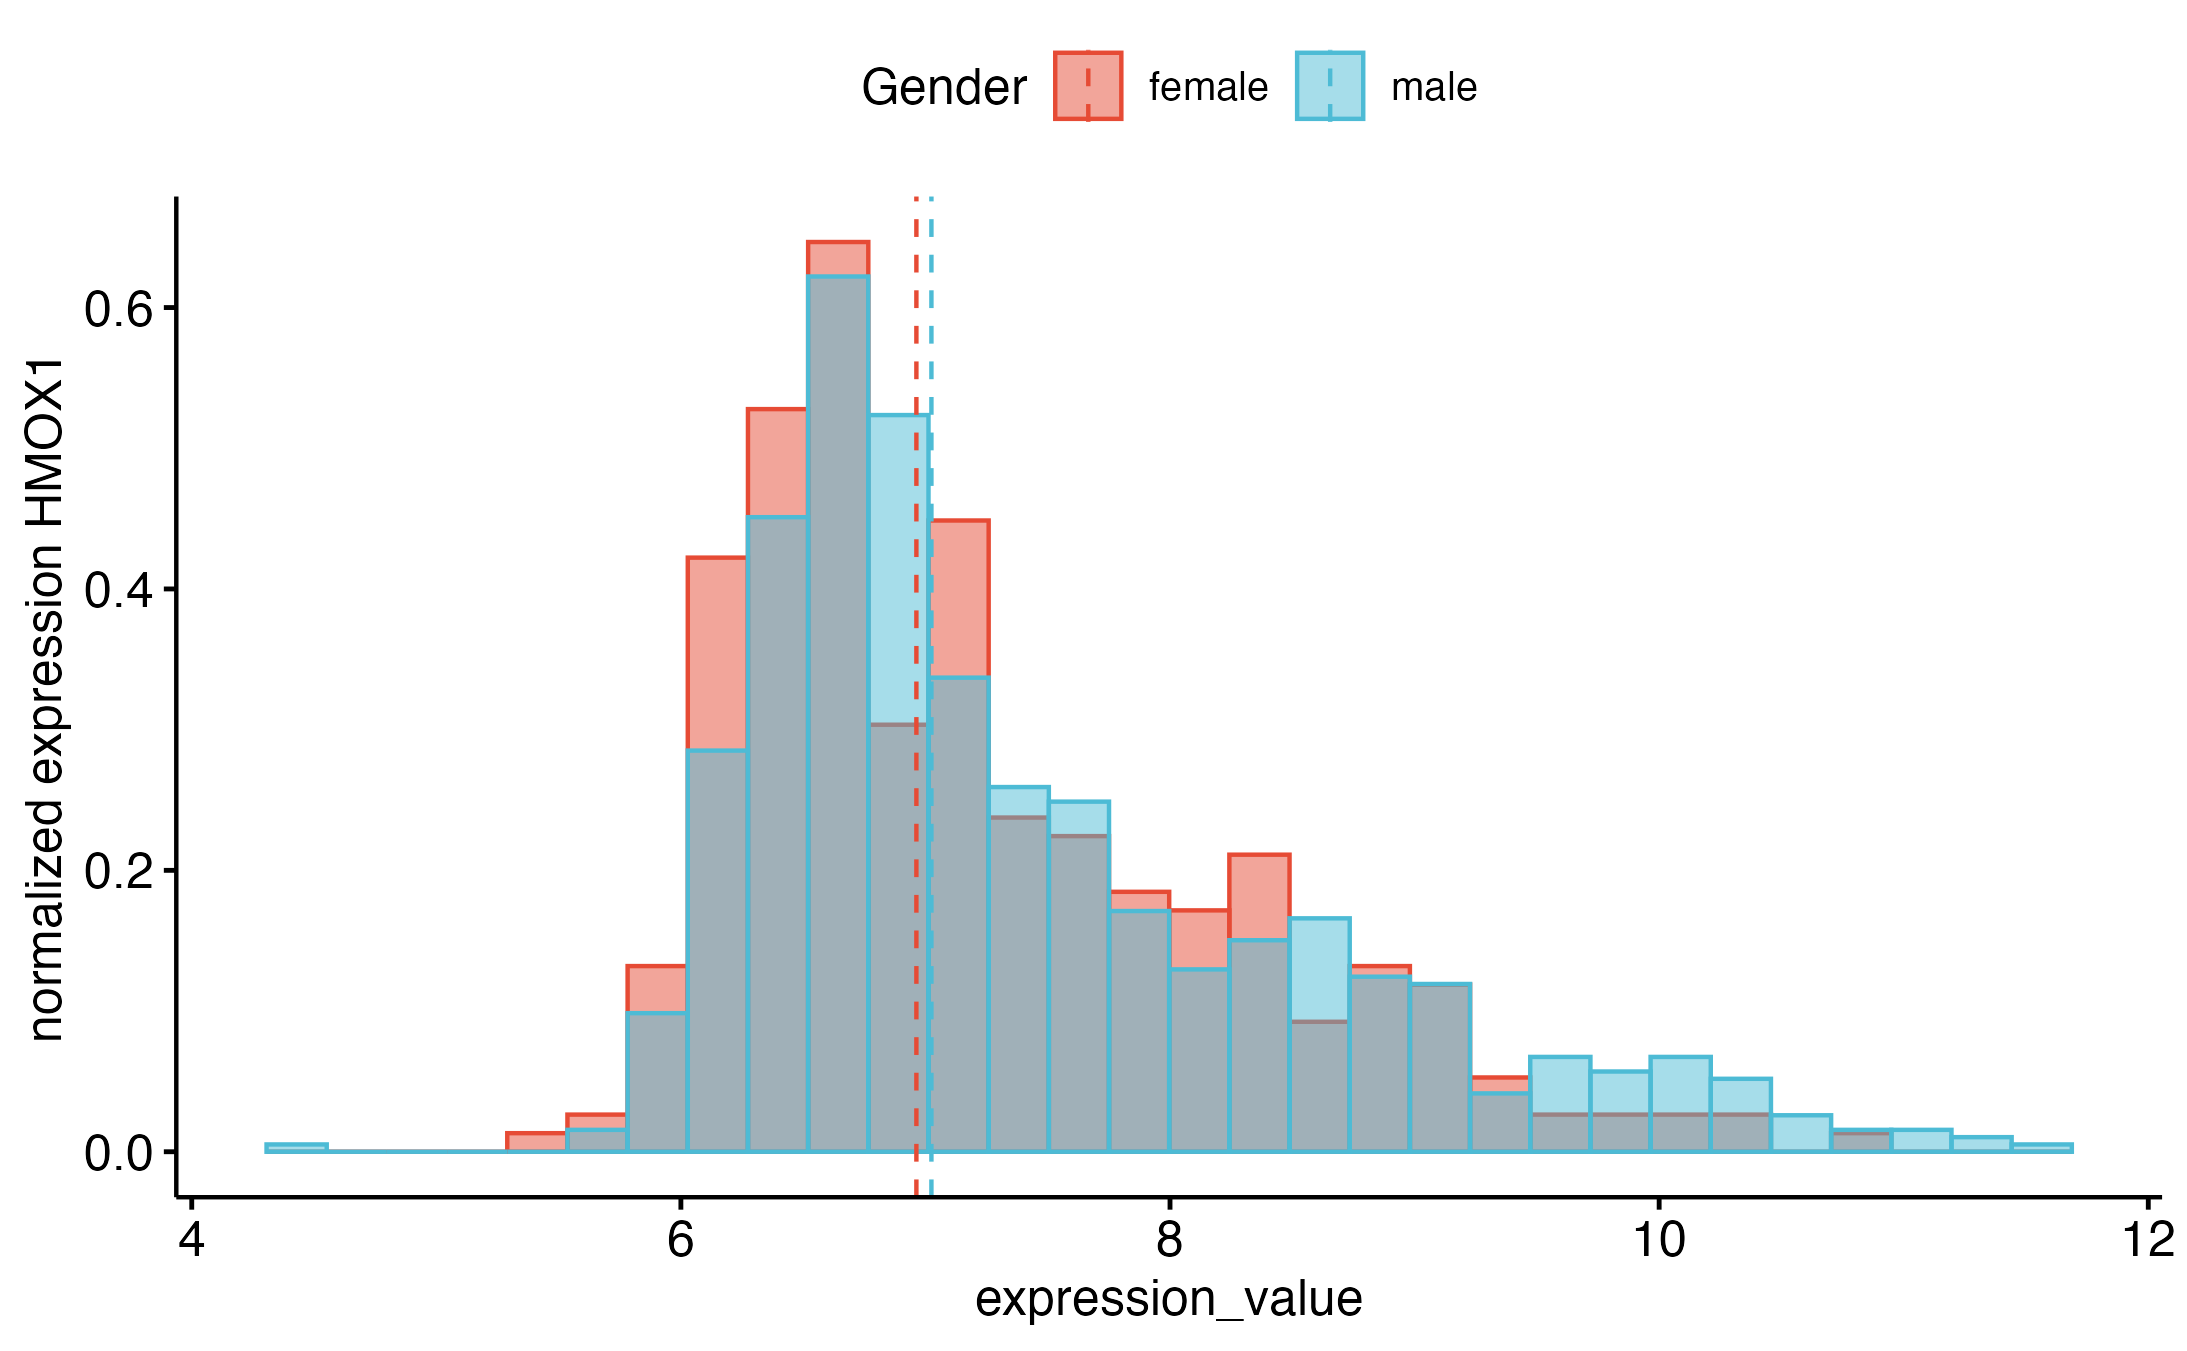 Gender female male
normalized expression HMOX1
0.6
0.4
0.2
0.0
4 6 8 10 12
expression_value